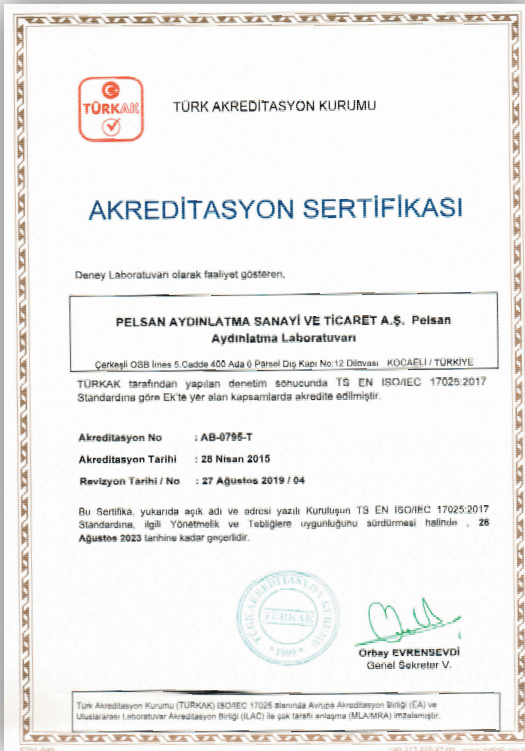 TÜRKAK
TÜRK AKREDİTASYON KURUMU
AKREDİTASYON SERTİFİKASI
Deney Laboratuvarı olarak faaliyet gösteren,
PELSAN AYDINLATMA SANAYİ VE TİCARET A.Ş. Pelsan
Aydınlatma Laboratuvarı
Çerkeşli OSB İmes 5.Cadde 400 Ada 6 Parsel Dış Kapı No:12 Dilovası KOCAELİ / TÜRKİYE
TÜRKAK tarafından yapılan denetim sonucunda TS EN ISO/IEC 17025:2017
Standardına göre Ek'te yer alan kapsamlarda akredite edilmiştir.
Akreditasyon No : AB-0795-T
Akreditasyon Tarihi : 28 Nisan 2015
Revizyon Tarihi / No : 27 Ağustos 2019 / 04
Bu Sertifika, yukarıda açık adı ve adresi yazılı Kuruluşun TS EN ISO/IEC 17025:2017
Standardına, ilgili Yönetmelik ve Tebliğlere uygunluğunu sürdürmesi halinde , 26
Ağustos 2023 tarihine kadar geçerlidir.
TÜRK AKREDİTASYON KURUMU
TÜRKAK
* 1999 *
Orbay EVRENSEVDİ
Genel Sekreter V.
Türk Akreditasyon Kurumu (TÜRKAK) ISO/IEC 17025 alanında Avrupa Akreditasyon Birliği (EA) ve
Uluslararası Laboratuvar Akreditasyon Birliği (ILAC) ile çok taraflı anlaşma (MLA/MRA) imzalamıştır.